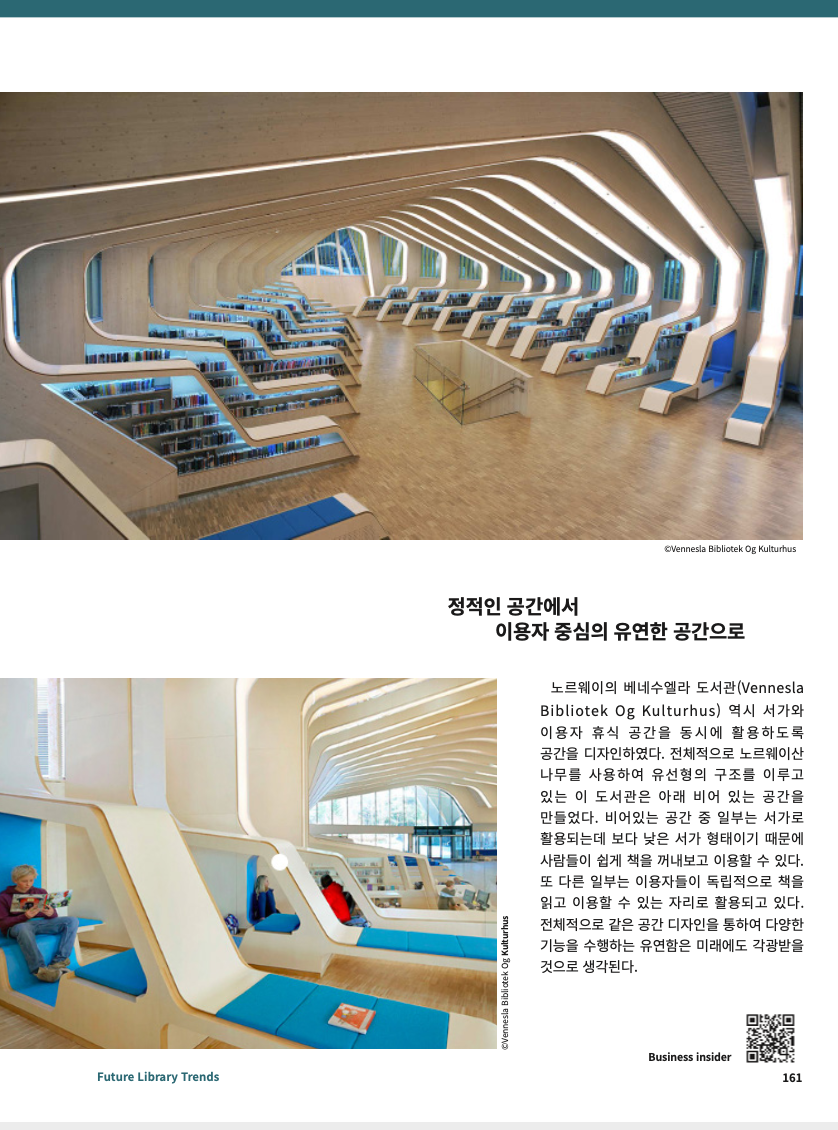 ©Vennesla Bibliotek Og Kulturhus
정적인 공간에서
이용자 중심의 유연한 공간으로
노르웨이의 베네수엘라 도서관(Vennesla
Bibliotek Og Kulturhus) 역시 서가와
이용자 휴식 공간을 동시에 활용하도록
공간을 디자인하였다. 전체적으로 노르웨이산
나무를 사용하여 유선형의 구조를 이루고
있는 이 도서관은 아래 비어 있는 공간을
만들었다. 비어있는 공간 중 일부는 서가로
활용되는데 보다 낮은 서가 형태이기 때문에
사람들이 쉽게 책을 꺼내보고 이용할 수 있다.
또 다른 일부는 이용자들이 독립적으로 책을
읽고 이용할 수 있는 자리로 활용되고 있다.
전체적으로 같은 공간 디자인을 통하여 다양한
기능을 수행하는 유연함은 미래에도 각광받을
것으로 생각된다.
©Vennesla Bibliotek Og Kulturhus
Business insider
Future Library Trends
161